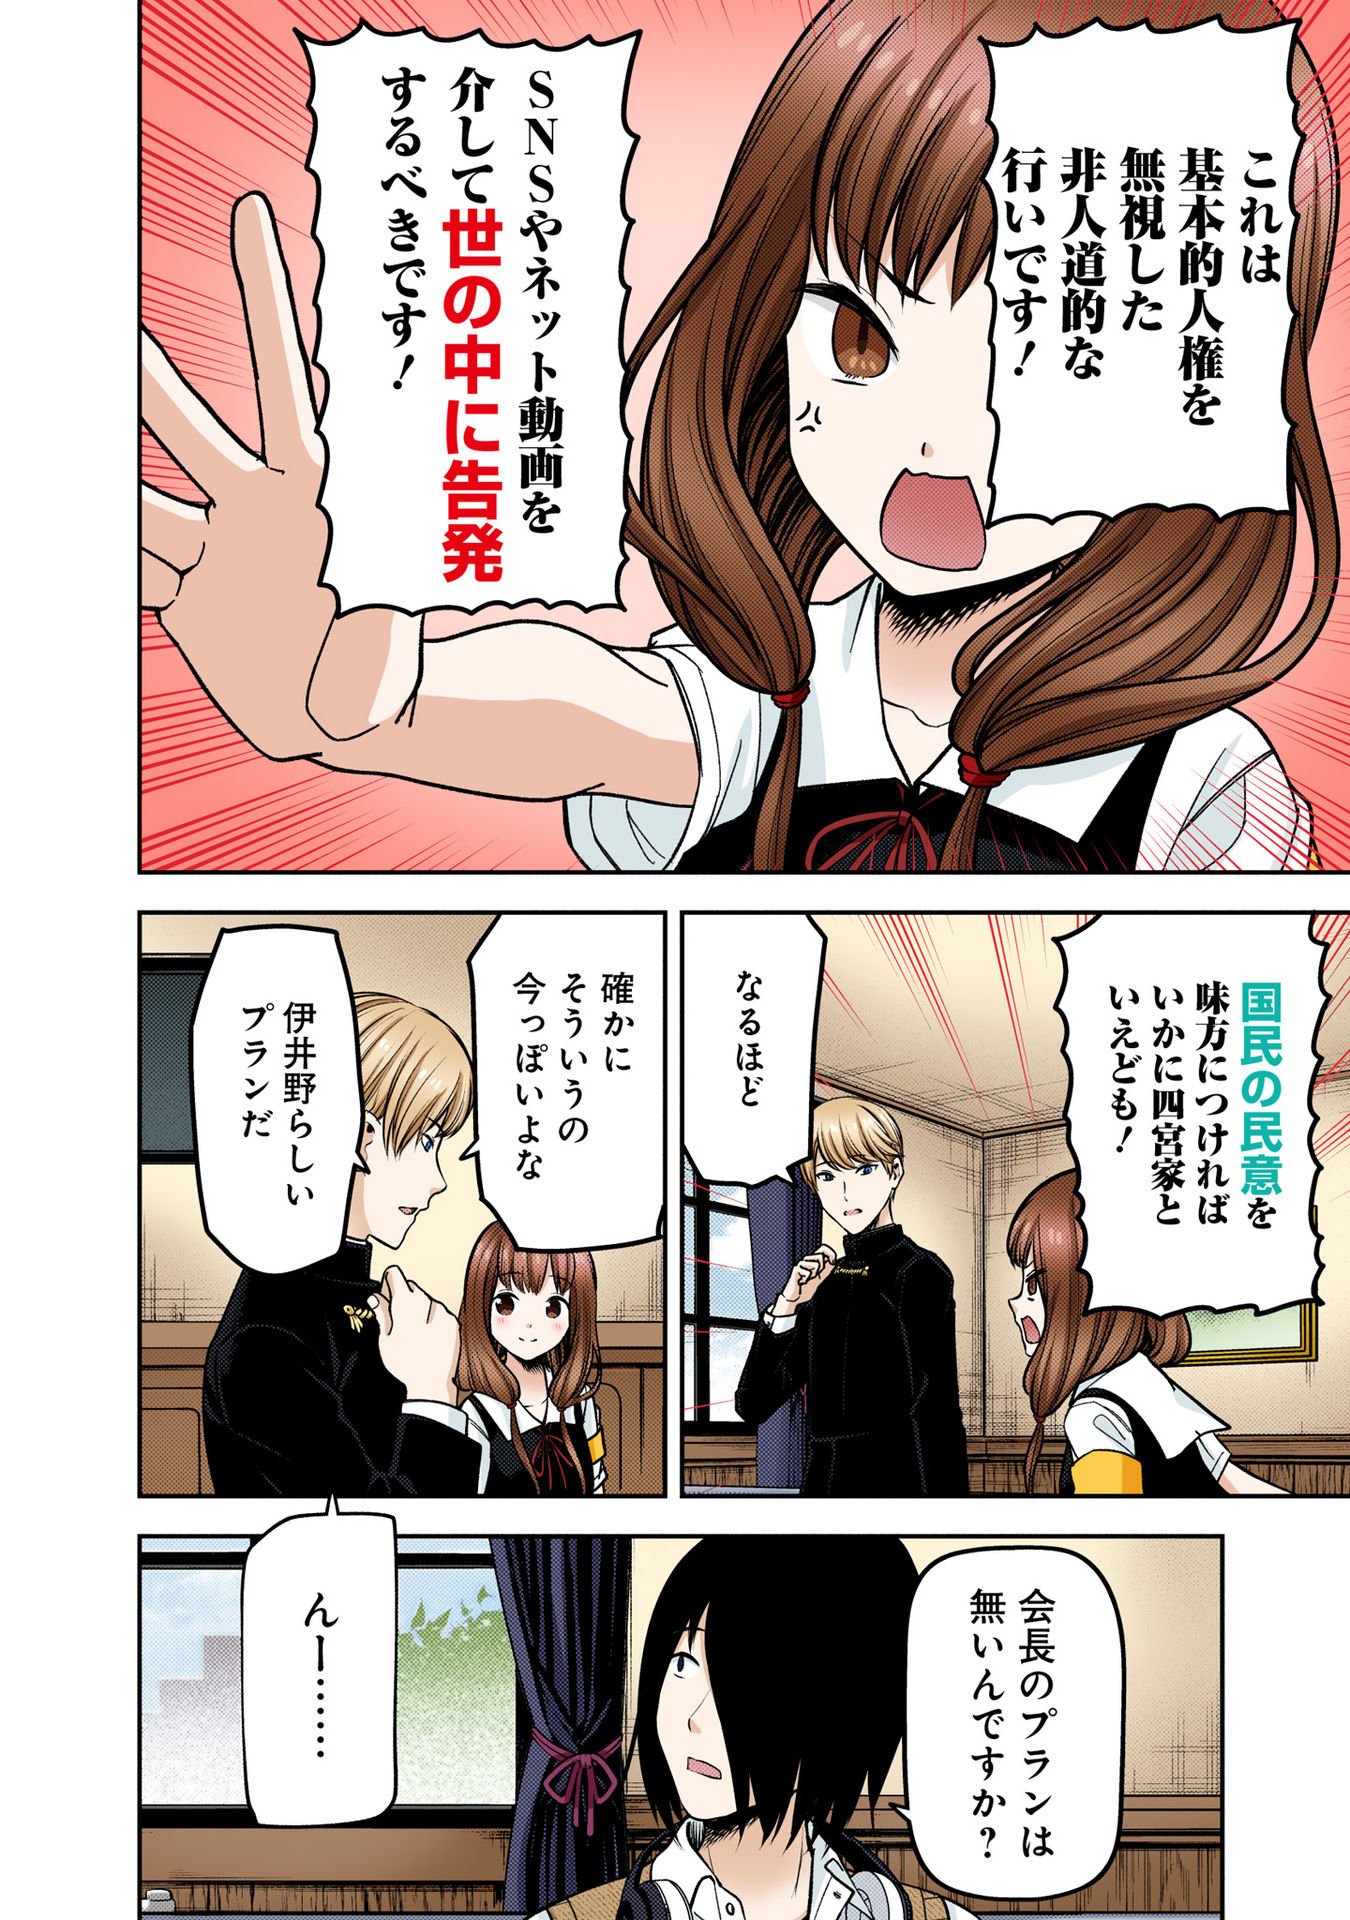 これは
基本的人権を
無視した
非人道的な
行いです！
SNSやネット動画を
介して世の中に告発
するべきです！
国民の民意を
味方につければ
いかに四宮家と
いえども！
なるほど
確かに
そういうの
今っぽいよな
伊井野らしい
プランだ
会長のプランは
無いんですか？
んー………